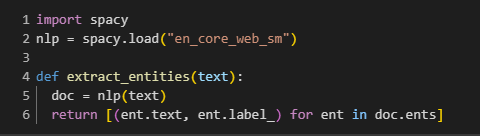 1 import spacy
2 nlp = spacy.load("en_core_web_sm")
3
4 def extract_entities(text):
5   doc = nlp(text)
6   return [(ent.text, ent.label_) for ent in doc.ents]